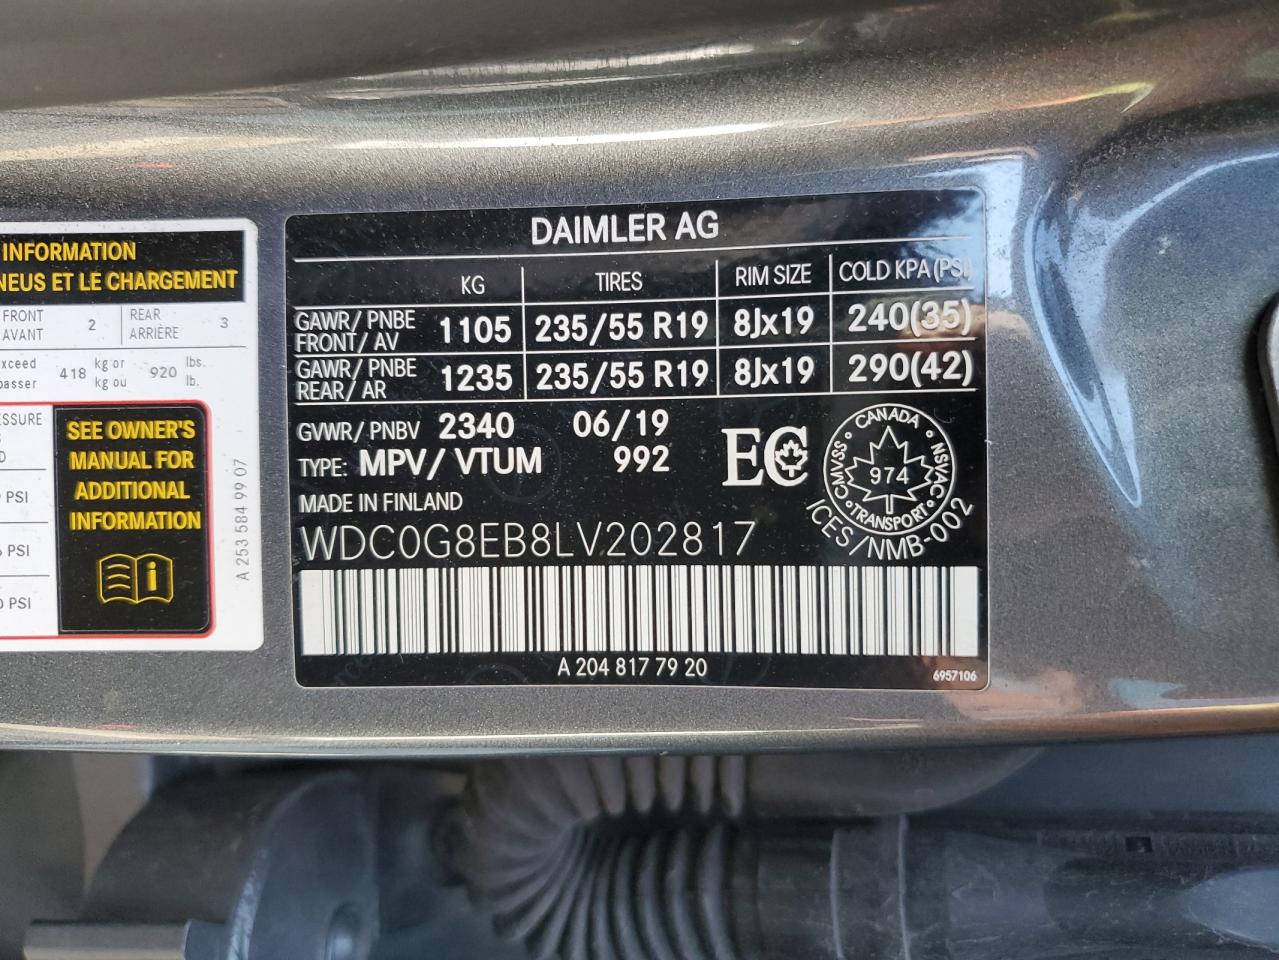 INFORMATION
NEUS ET LE CHARGEMENT
FRONT
AVANT
2
REAR
ARRIÈRE
3
kg or
kg ou
418
920
lbs.
lb.
PSI
PSI
PSI
SEE OWNER'S
MANUAL FOR
ADDITIONAL
INFORMATION
A 253 584 99 07
DAIMLER AG
KG TIRES RIM SIZE COLD KPA (PSI)
GAWR/ PNBE
FRONT/ AV
1105 235/55 R19 8Jx19 240(35)
GAWR/ PNBE
REAR/ AR
1235 235/55 R19 8Jx19 290(42)
GVWR/ PNBV 2340 06/19
TYPE: MPV/ VTUM 992
MADE IN FINLAND
EC
CANADA
CMVSS
NSVAC
974
TRANSPORT
ICES/NMB-002
WDC0G8EB8LV202817
A 204 817 79 20
6957106